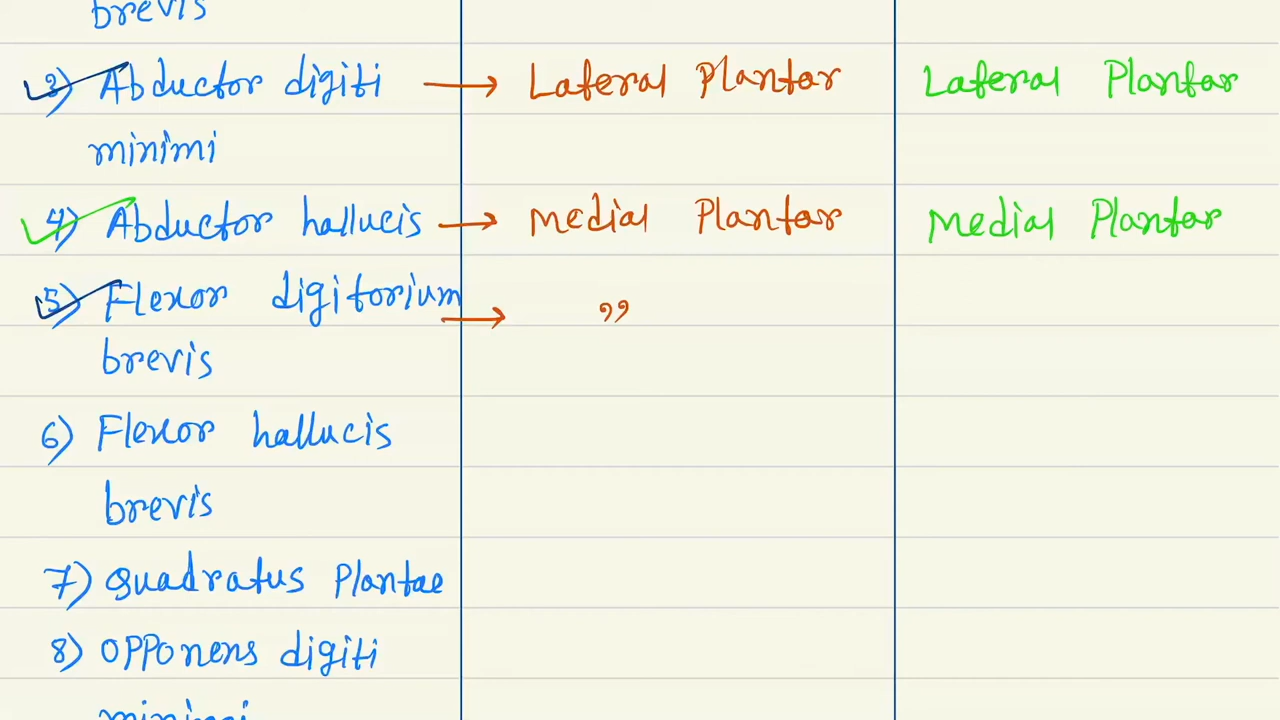 brevis
3) Abductor digiti → Lateral Plantar Lateral Plantar
minimi
4) Abductor hallucis → Medial Plantar Medial Plantar
5) Flexor digitorium → ,,
brevis
6) Flexor hallucis
brevis
7) Quadratus Plantae
8) OPPonens digiti
minimi